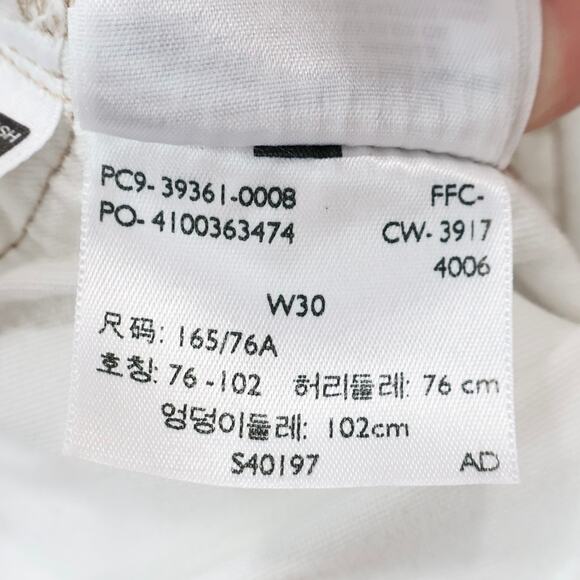 PC9-39361-0008 FFC-
PO-4100363474 CW-3917
4006
W30
尺码: 165/76A
호칭: 76-102 허리둘레: 76 cm
엉덩이둘레: 102cm
S40197 AD
SH